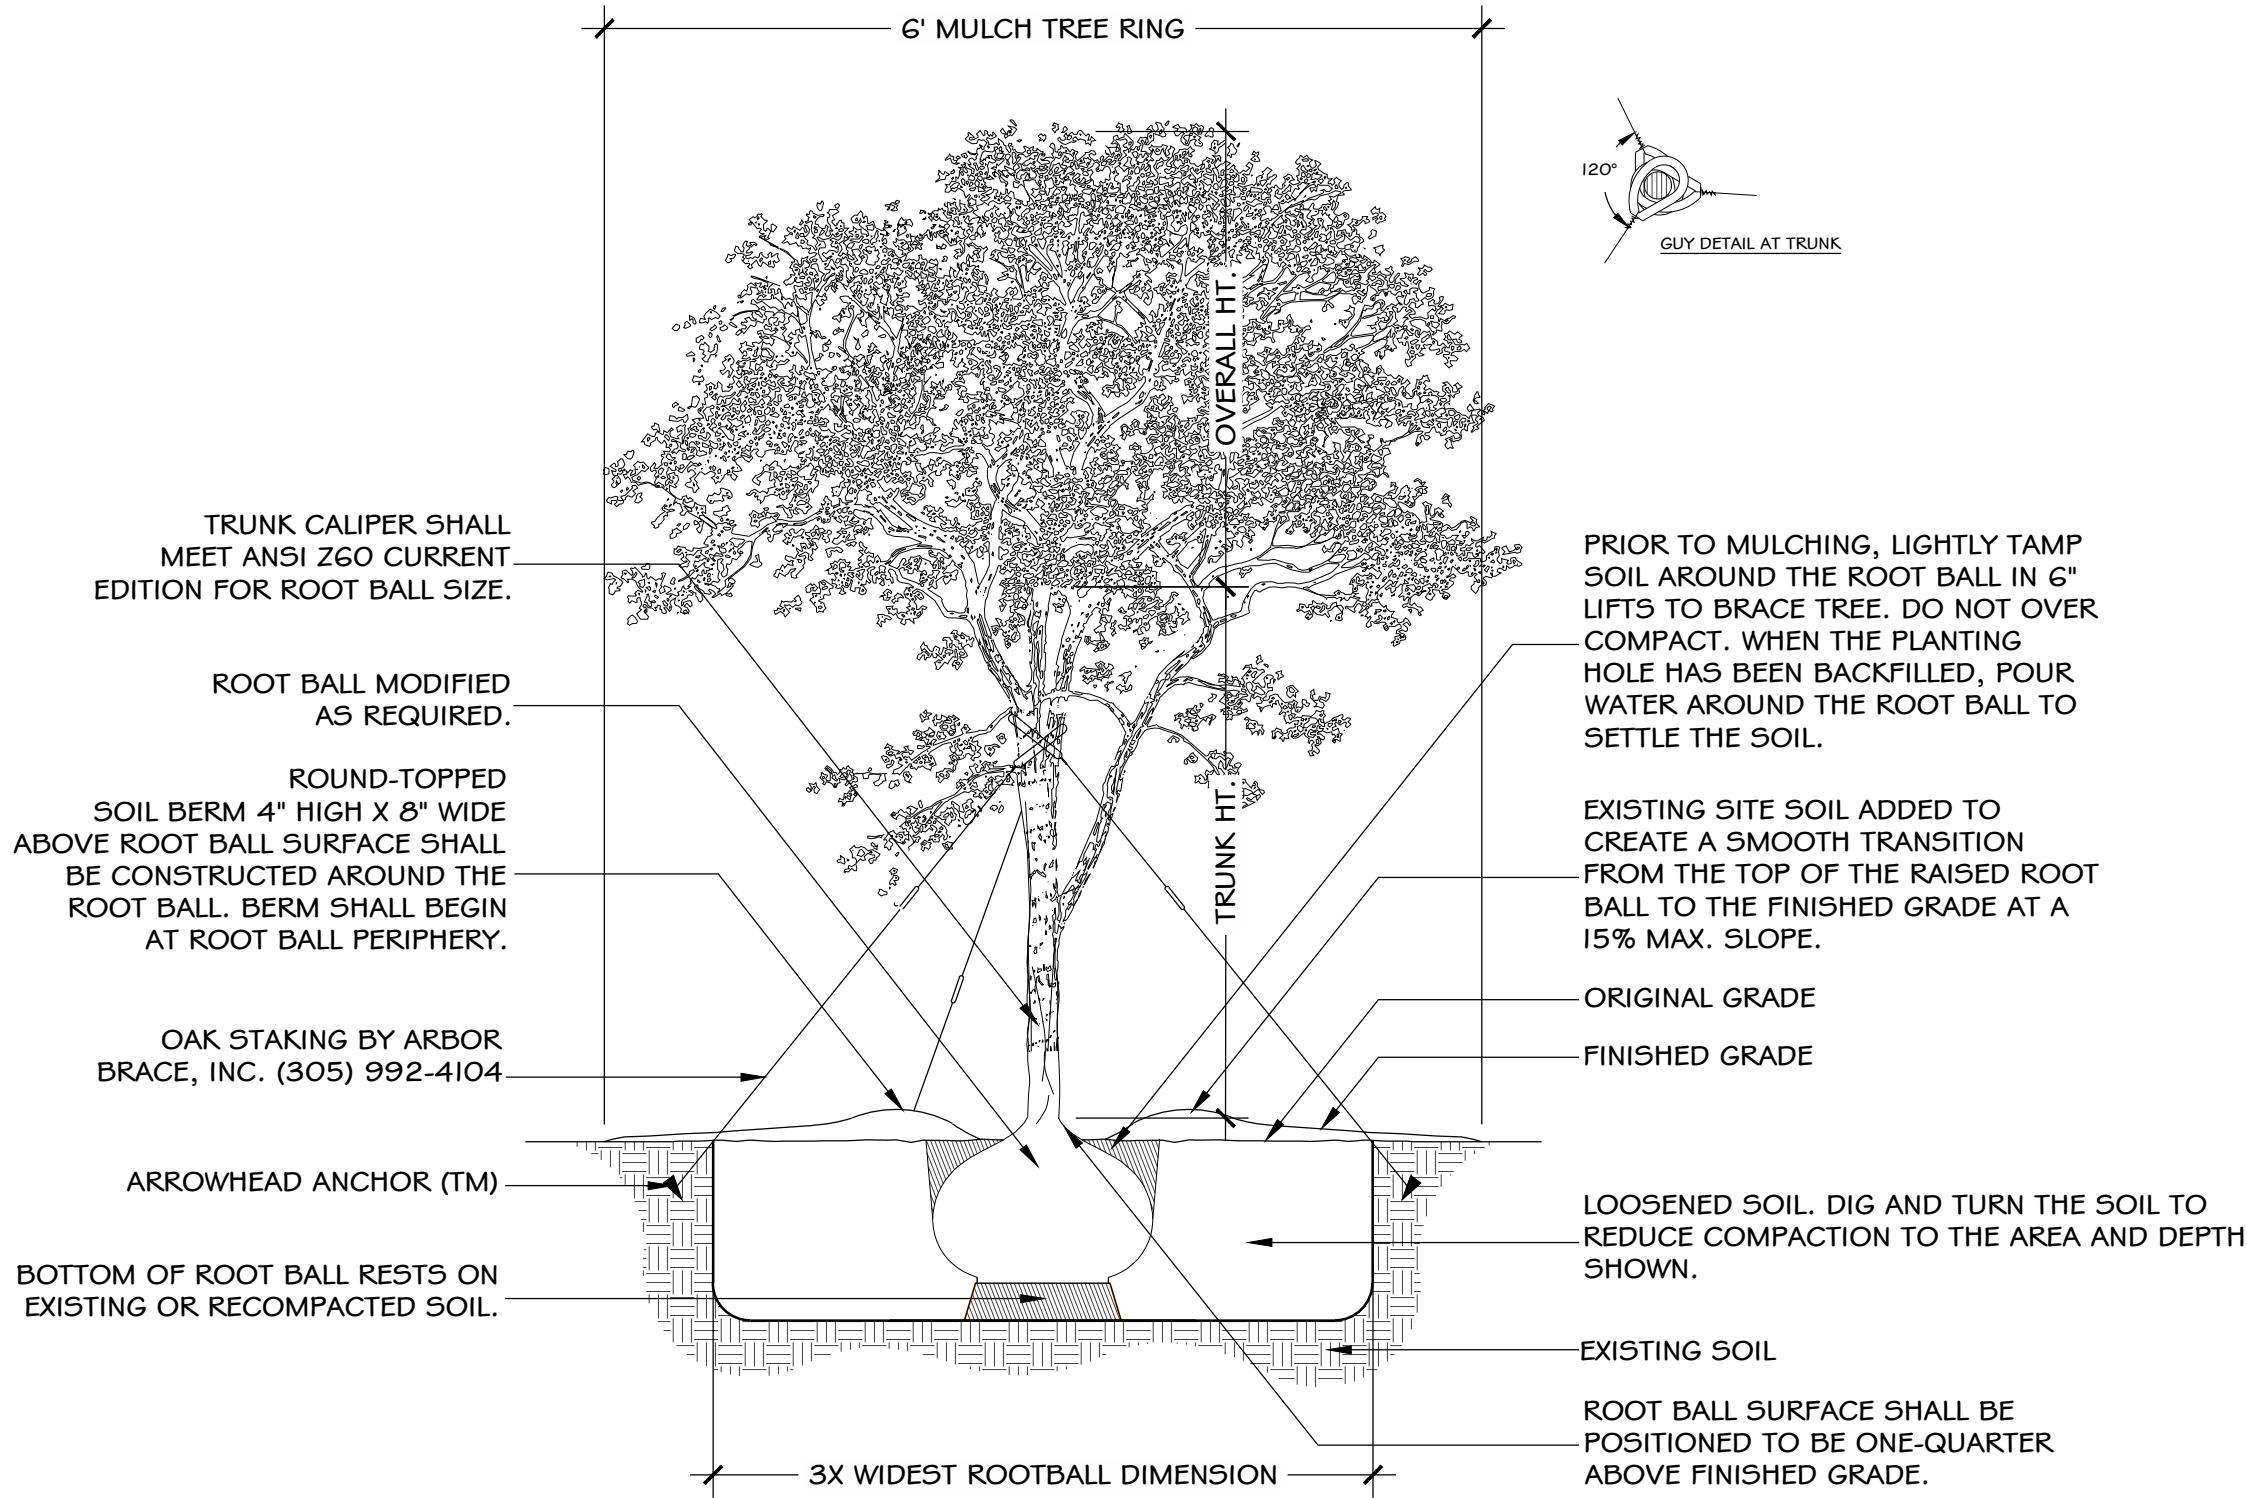 6' MULCH TREE RING
120°
GUY DETAIL AT TRUNK
OVERALL HT.
TRUNK HT.
TRUNK CALIPER SHALL
MEET ANSI Z60 CURRENT
EDITION FOR ROOT BALL SIZE.
ROOT BALL MODIFIED
AS REQUIRED.
ROUND-TOPPED
SOIL BERM 4" HIGH X 8" WIDE
ABOVE ROOT BALL SURFACE SHALL
BE CONSTRUCTED AROUND THE
ROOT BALL. BERM SHALL BEGIN
AT ROOT BALL PERIPHERY.
OAK STAKING BY ARBOR
BRACE, INC. (305) 992-4104
ARROWHEAD ANCHOR (TM)
BOTTOM OF ROOT BALL RESTS ON
EXISTING OR RECOMPACTED SOIL.
PRIOR TO MULCHING, LIGHTLY TAMP
SOIL AROUND THE ROOT BALL IN 6"
LIFTS TO BRACE TREE. DO NOT OVER
COMPACT. WHEN THE PLANTING
HOLE HAS BEEN BACKFILLED, POUR
WATER AROUND THE ROOT BALL TO
SETTLE THE SOIL.
EXISTING SITE SOIL ADDED TO
CREATE A SMOOTH TRANSITION
FROM THE TOP OF THE RAISED ROOT
BALL TO THE FINISHED GRADE AT A
15% MAX. SLOPE.
ORIGINAL GRADE
FINISHED GRADE
LOOSENED SOIL. DIG AND TURN THE SOIL TO
REDUCE COMPACTION TO THE AREA AND DEPTH
SHOWN.
EXISTING SOIL
ROOT BALL SURFACE SHALL BE
POSITIONED TO BE ONE-QUARTER
ABOVE FINISHED GRADE.
3X WIDEST ROOTBALL DIMENSION